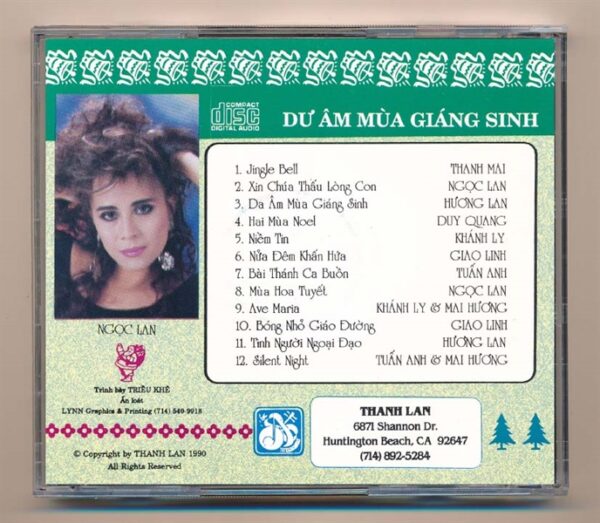 COMPACT
disc
DIGITAL AUDIO
DƯ ÂM MÙA GIÁNG SINH
1. Jingle Bell THANH MAI
2. Xin Chúa Thấu Lòng Con NGỌC LAN
3. Dạ Âm Mùa Giáng Sinh HƯƠNG LAN
4. Hai Mùa Noel DUY QUANG
5. Niềm Tin KHÁNH LY
6. Nửa Đêm Khấn Hứa GIAO LINH
7. Bài Thánh Ca Buồn TUẤN ANH
8. Mùa Hoa Tuyết NGỌC LAN
9. Ave Maria KHÁNH LY & MAI HƯƠNG
10. Bóng Nhỏ Giáo Đường GIAO LINH
11. Tình Người Ngoại Đạo HƯƠNG LAN
12. Silent Night TUẤN ANH & MAI HƯƠNG
NGỌC LAN
Trình bày TRIỀU KHÊ
Ấn loát
LYNN Graphics & Printing (714) 540-9918
© Copyright by THANH LAN 1990
All Rights Reserved
THANH LAN
6871 Shannon Dr.
Huntington Beach, CA 92647
(714) 892-5284